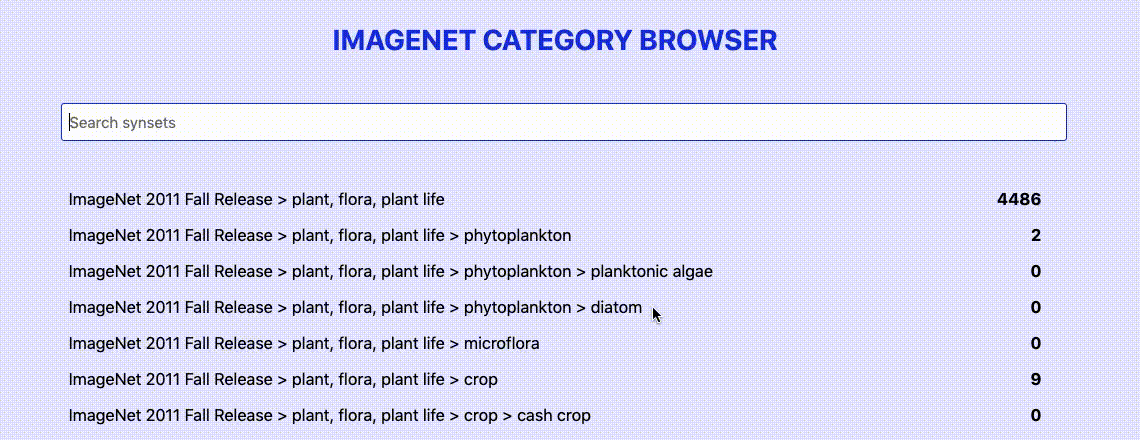 IMAGENET CATEGORY BROWSER
Search synsets
ImageNet 2011 Fall Release > plant, flora, plant life 4486
ImageNet 2011 Fall Release > plant, flora, plant life > phytoplankton 2
ImageNet 2011 Fall Release > plant, flora, plant life > phytoplankton > planktonic algae 0
ImageNet 2011 Fall Release > plant, flora, plant life > phytoplankton > diatom 0
ImageNet 2011 Fall Release > plant, flora, plant life > microflora 0
ImageNet 2011 Fall Release > plant, flora, plant life > crop 9
ImageNet 2011 Fall Release > plant, flora, plant life > crop > cash crop 0